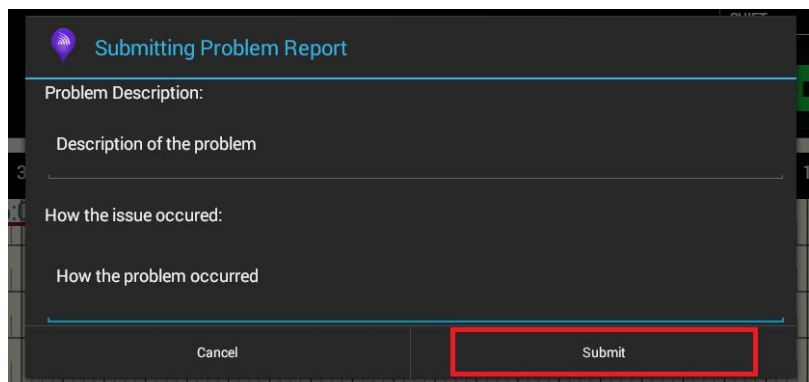 Submitting Problem Report
Problem Description:
Description of the problem
How the issue occured:
How the problem occurred
Cancel Submit